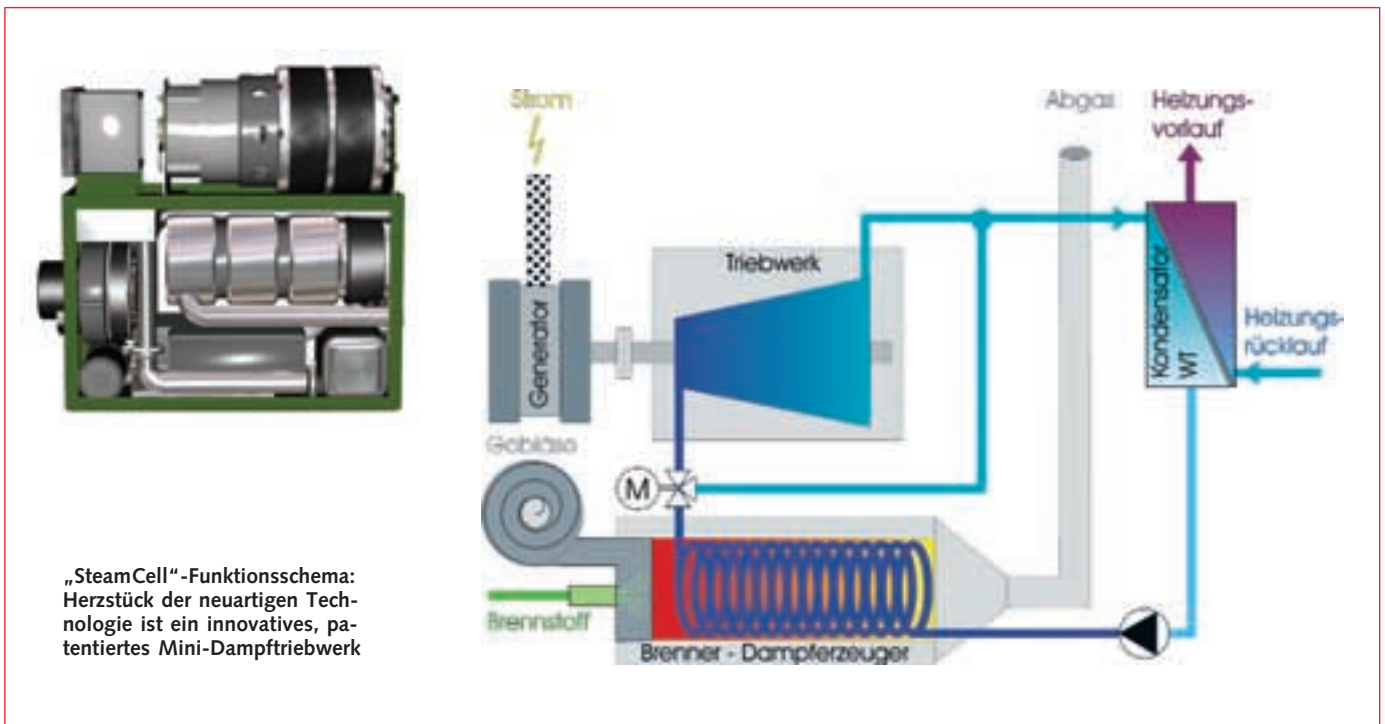 Strom
Abgas
Heizungs-
vorlauf
Triebwerk
Generator
Kondensator
WT
Heizungs-
rücklauf
Gebläse
M
Brennstoff
Brenner - Dampferzeuger
„SteamCell“-Funktionsschema:
Herzstück der neuartigen Tech-
nologie ist ein innovatives, pa-
tentiertes Mini-Dampftriebwerk